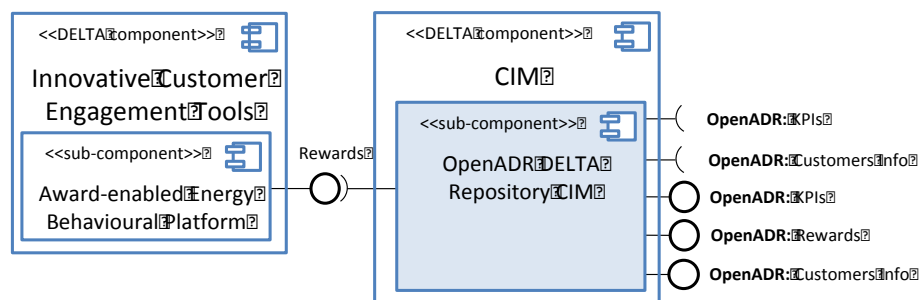 <<DELTA component>>
Innovative Customer
Engagement Tools
<<sub-component>>
Award-enabled Energy
Behavioural Platform
Rewards
<<DELTA component>>
CIM
<<sub-component>>
OpenADR DELTA
Repository CIM
OpenADR: KPIs
OpenADR: Customers Info
OpenADR: KPIs
OpenADR: Rewards
OpenADR: Customers Info